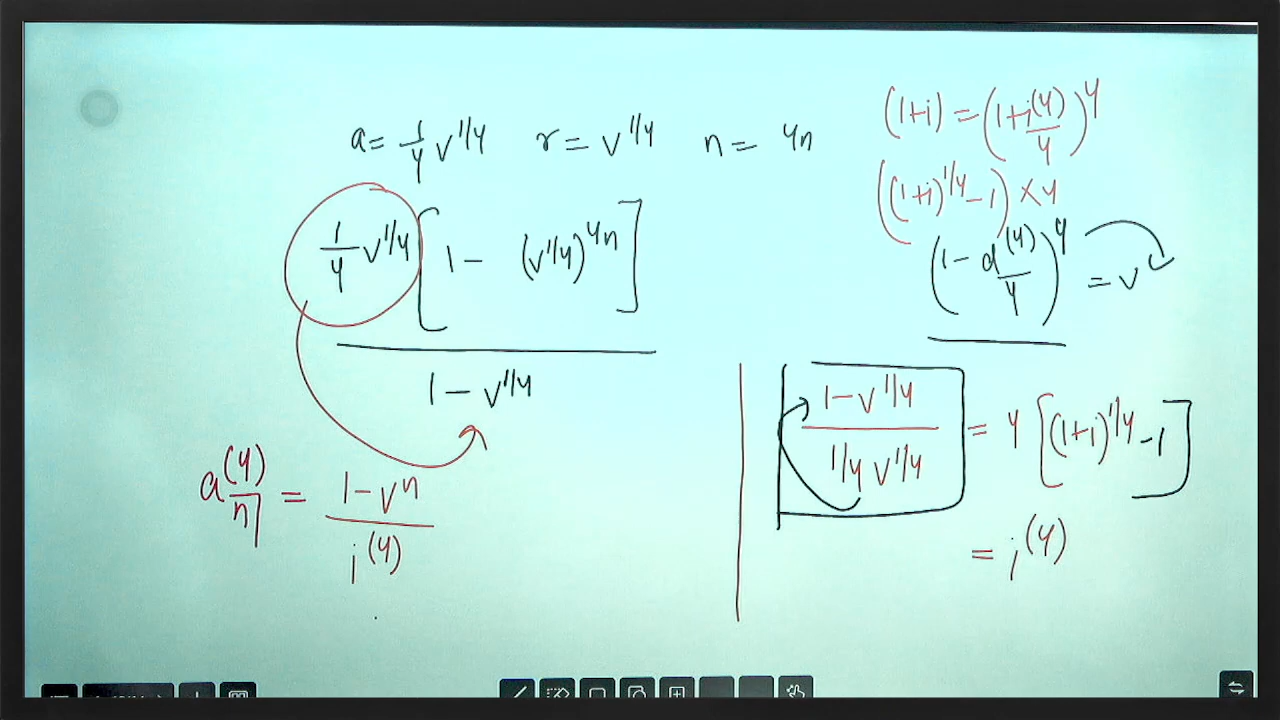 a = 1/4 v^1/4 r = v^1/4 n = 4n
1/4 v^1/4 [1 - (v^1/4)^4n]
1 - v^1/4
a^(4) n┐ = 1 - v^n / i^(4)
(1+i) = (1 + i^(4)/4)^4
((1+i)^1/4 - 1) × 4
(1 - d^(4)/4)^4 = v
1 - v^1/4 / 1/4 v^1/4 = 4 [(1+i)^1/4 - 1]
= i^(4)